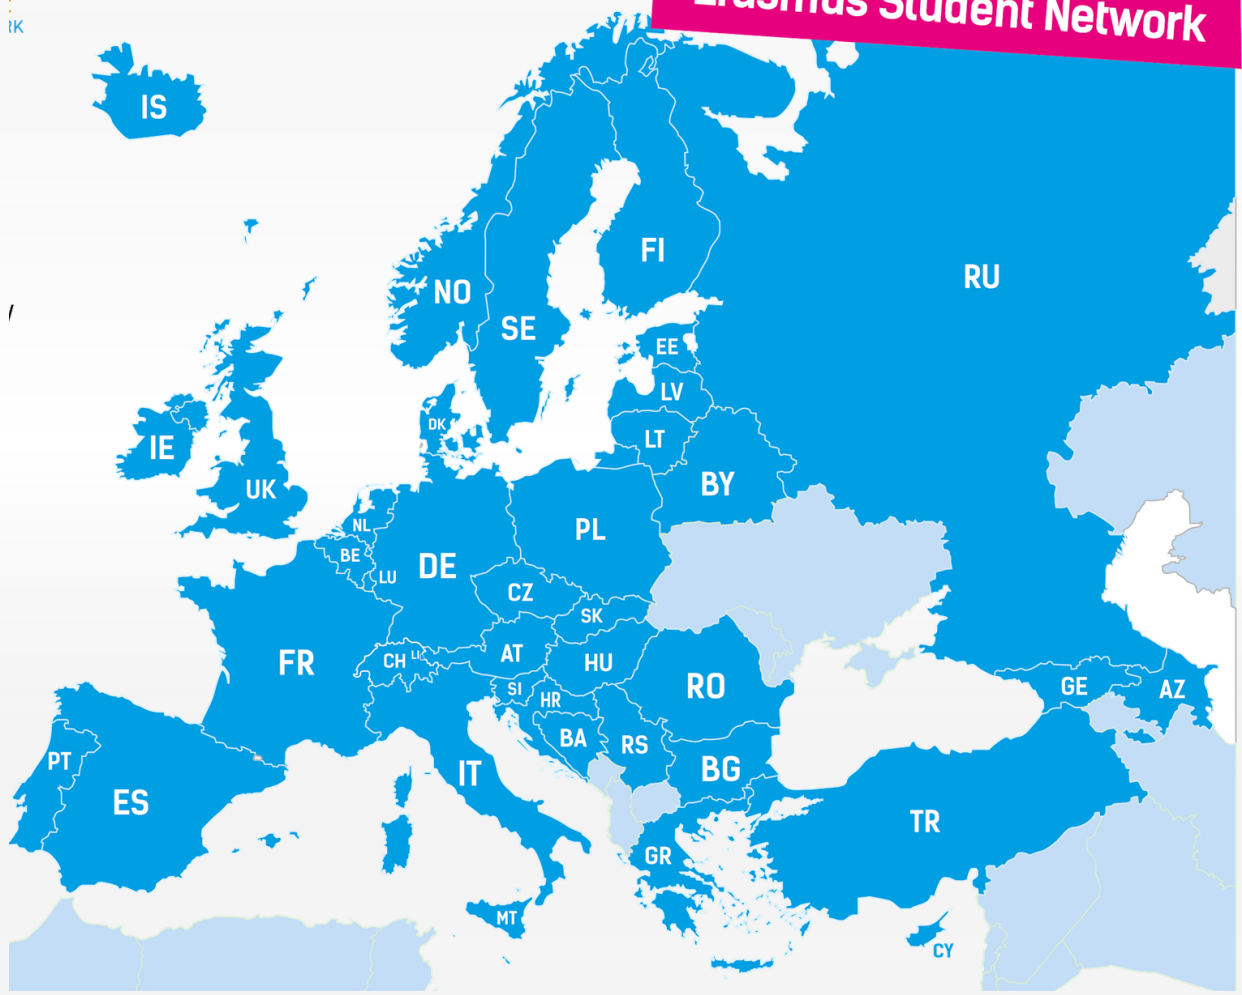 Erasmus Student Network
RK
IS
FI
RU
NO
SE
EE
LV
DK
LT
IE
BY
UK
NL
PL
BE
DE
LU
CZ
SK
AT
CH
LI
HU
FR
RO
GE
AZ
SI
HR
BA
RS
PT
BG
IT
ES
TR
GR
MT
CY